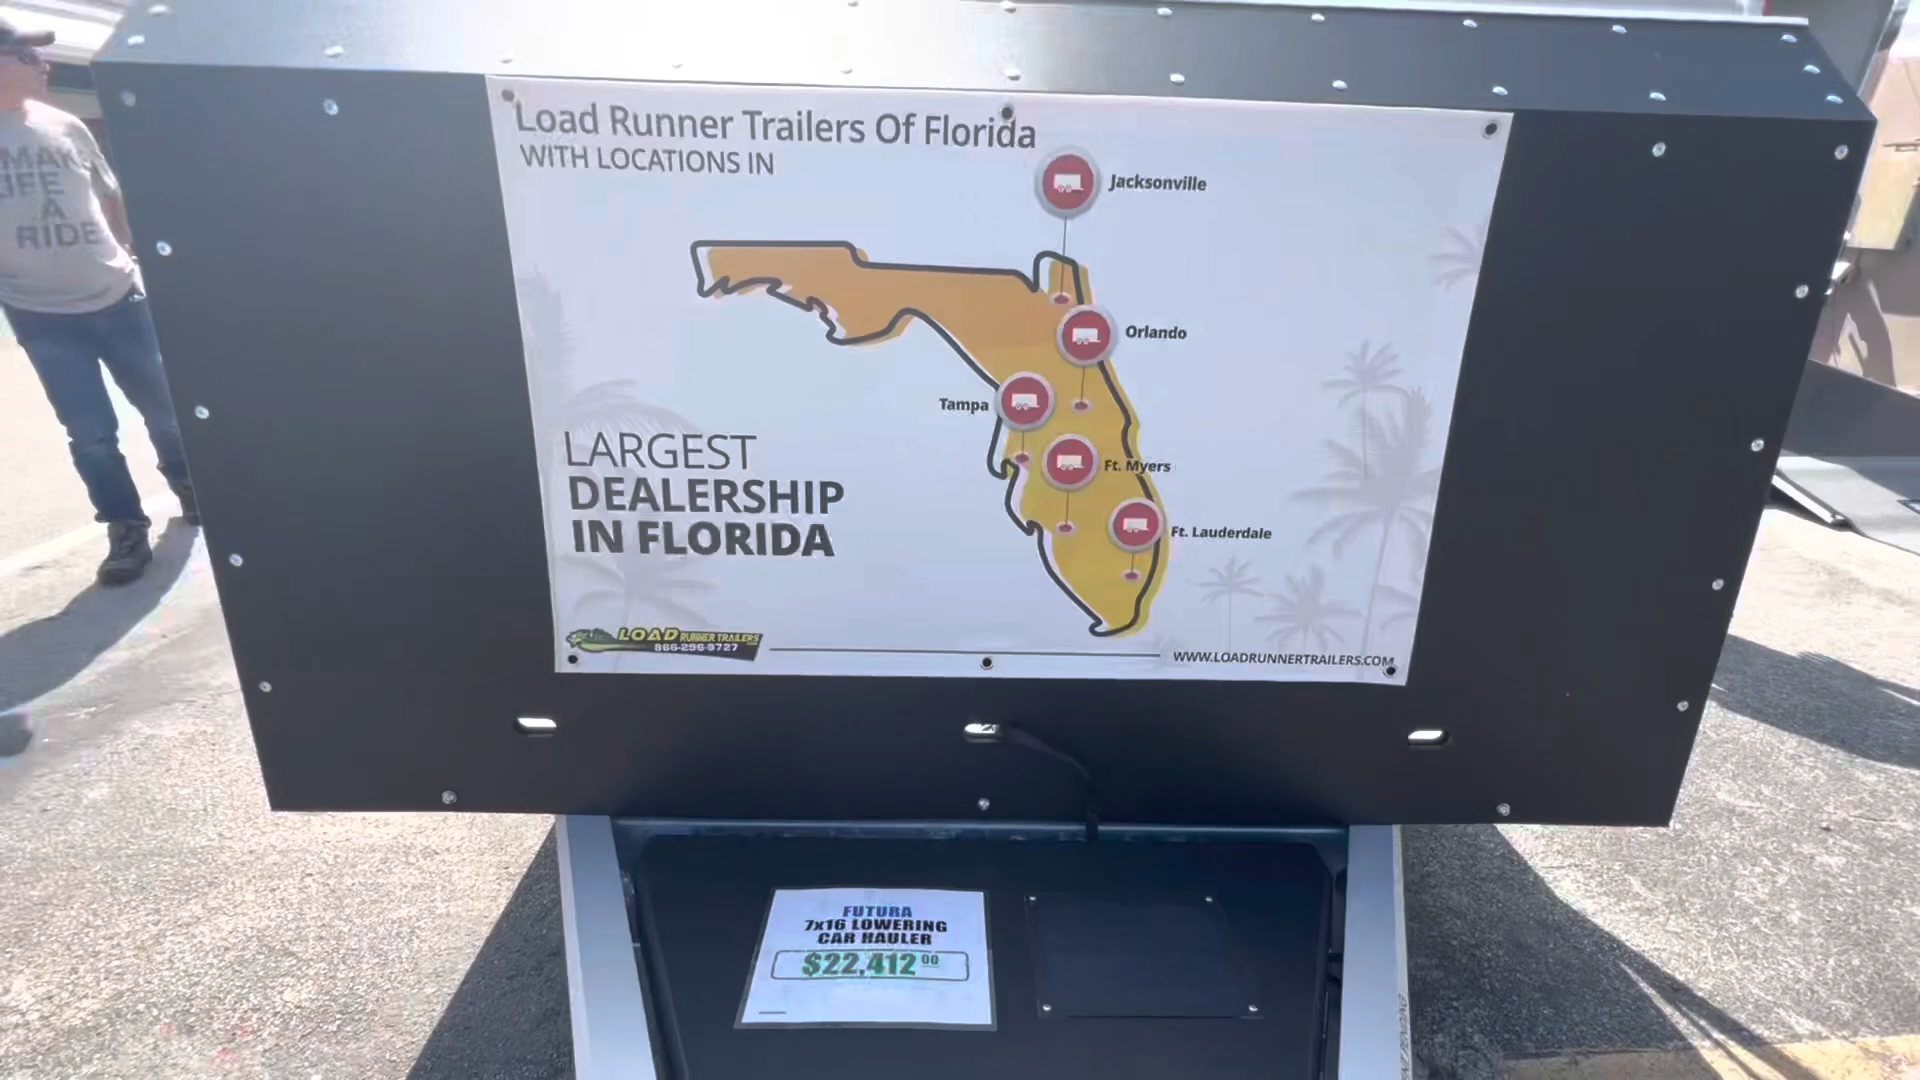 Load Runner Trailers Of Florida
WITH LOCATIONS IN
Jacksonville
Orlando
Tampa
Ft. Myers
Ft. Lauderdale
LARGEST
DEALERSHIP
IN FLORIDA
LOAD RUNNER TRAILERS
866-296-9727
WWW.LOADRUNNERTRAILERS.COM
FUTURA
7x16 LOWERING
CAR HAULER
$22,412 00
LIFE
A
RIDE